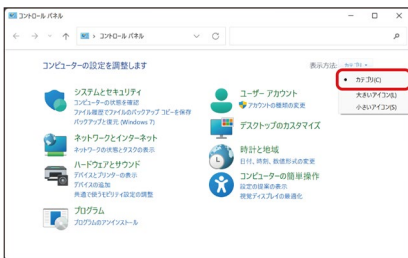 コントロール パネル
コントロール パネル
コンピューターの設定を調整します
表示方法:
カテゴリ(C)
大きいアイコン(L)
小さいアイコン(S)
システムとセキュリティ
コンピューターの状態を確認
ファイル履歴でファイルのバックアップ コピーを保存
バックアップと復元 (Windows 7)
ネットワークとインターネット
ネットワークの状態とタスクの表示
ハードウェアとサウンド
デバイスとプリンターの表示
デバイスの追加
共通で使うモビリティ設定の調整
プログラム
プログラムのアンインストール
ユーザー アカウント
アカウントの種類の変更
デスクトップのカスタマイズ
時計と地域
日付、時刻、数値形式の変更
コンピューターの簡単操作
設定の提案の表示
視覚ディスプレイの最適化